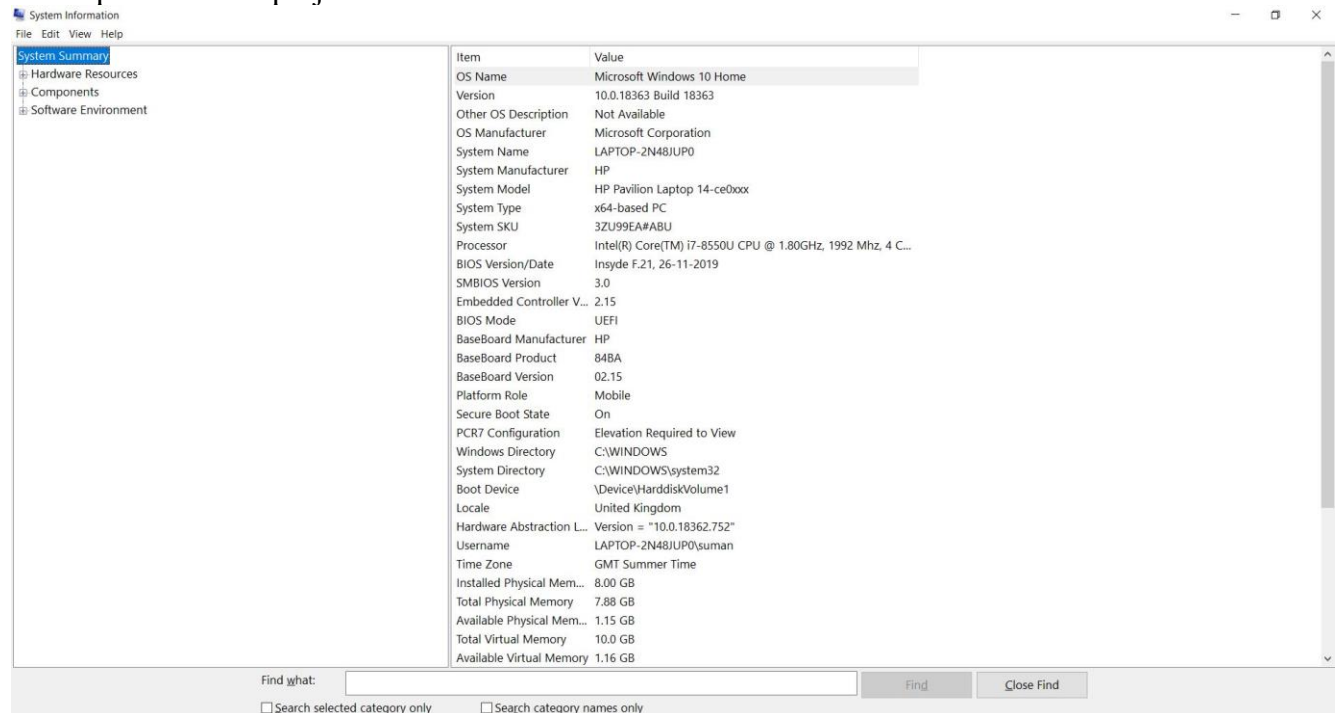 System Information
File Edit View Help
System Summary
Hardware Resources
Components
Software Environment
Item Value
OS Name Microsoft Windows 10 Home
Version 10.0.18363 Build 18363
Other OS Description Not Available
OS Manufacturer Microsoft Corporation
System Name LAPTOP-2N48JUP0
System Manufacturer HP
System Model HP Pavilion Laptop 14-ce0xxx
System Type x64-based PC
System SKU 3ZU99EA#ABU
Processor Intel(R) Core(TM) i7-8550U CPU @ 1.80GHz, 1992 Mhz, 4 C...
BIOS Version/Date Insyde F.21, 26-11-2019
SMBIOS Version 3.0
Embedded Controller V... 2.15
BIOS Mode UEFI
BaseBoard Manufacturer HP
BaseBoard Product 84BA
BaseBoard Version 02.15
Platform Role Mobile
Secure Boot State On
PCR7 Configuration Elevation Required to View
Windows Directory C:\WINDOWS
System Directory C:\WINDOWS\system32
Boot Device \Device\HarddiskVolume1
Locale United Kingdom
Hardware Abstraction L... Version = "10.0.18362.752"
Username LAPTOP-2N48JUP0\suman
Time Zone GMT Summer Time
Installed Physical Mem... 8.00 GB
Total Physical Memory 7.88 GB
Available Physical Mem... 1.15 GB
Total Virtual Memory 10.0 GB
Available Virtual Memory 1.16 GB
Find what: Find Close Find
Search selected category only Search category names only